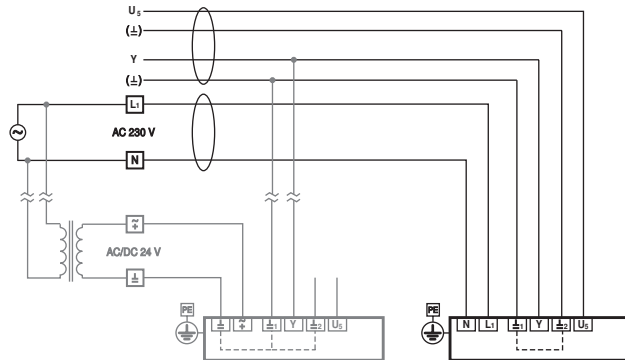 U5
(⊥)
Y
(⊥)
L1
AC 230 V
~
N
~
+
AC/DC 24 V
⊥
PE
⊥ ~+ ⊥1 Y ⊥2 U5
PE
N L1 ⊥1 Y ⊥2 U5